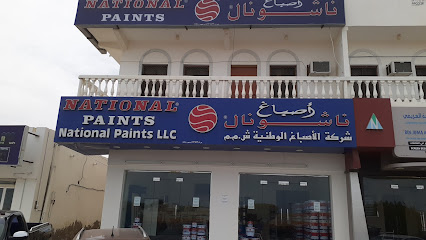 NATIONAL PAINTS
أصباغ ناشونال
NATIONAL PAINTS
أصباغ ناشونال
National Paints LLC
شركة الأصباغ الوطنية ش.م.م